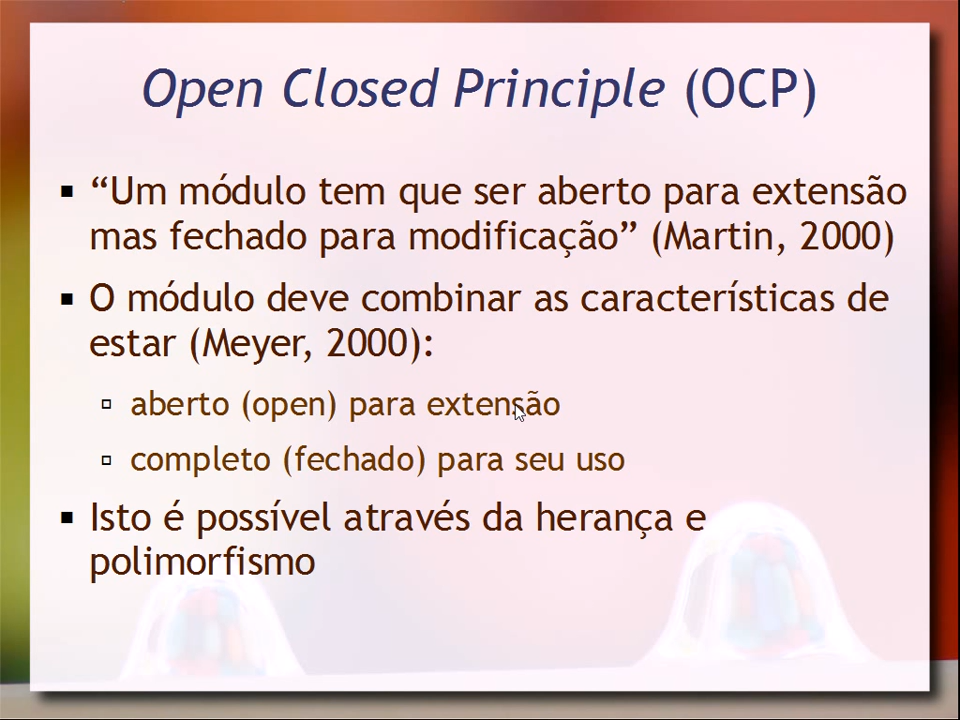 Open Closed Principle (OCP)
“Um módulo tem que ser aberto para extensão
mas fechado para modificação” (Martin, 2000)
O módulo deve combinar as características de
estar (Meyer, 2000):
aberto (open) para extensão
completo (fechado) para seu uso
Isto é possível através da herança e
polimorfismo